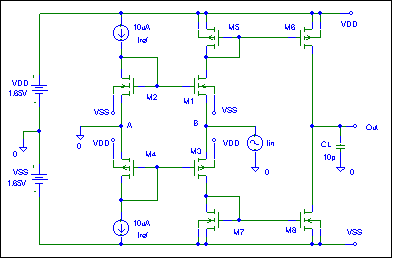 10uA
Iref
M5
M6
VDD
VDD
1.65V
M2
M1
VSS
VSS
A
B
Iin
Out
0
0
VDD
VDD
CL
10p
0
0
M4
M3
VSS
1.65V
0
10uA
Iref
M7
M8
VSS